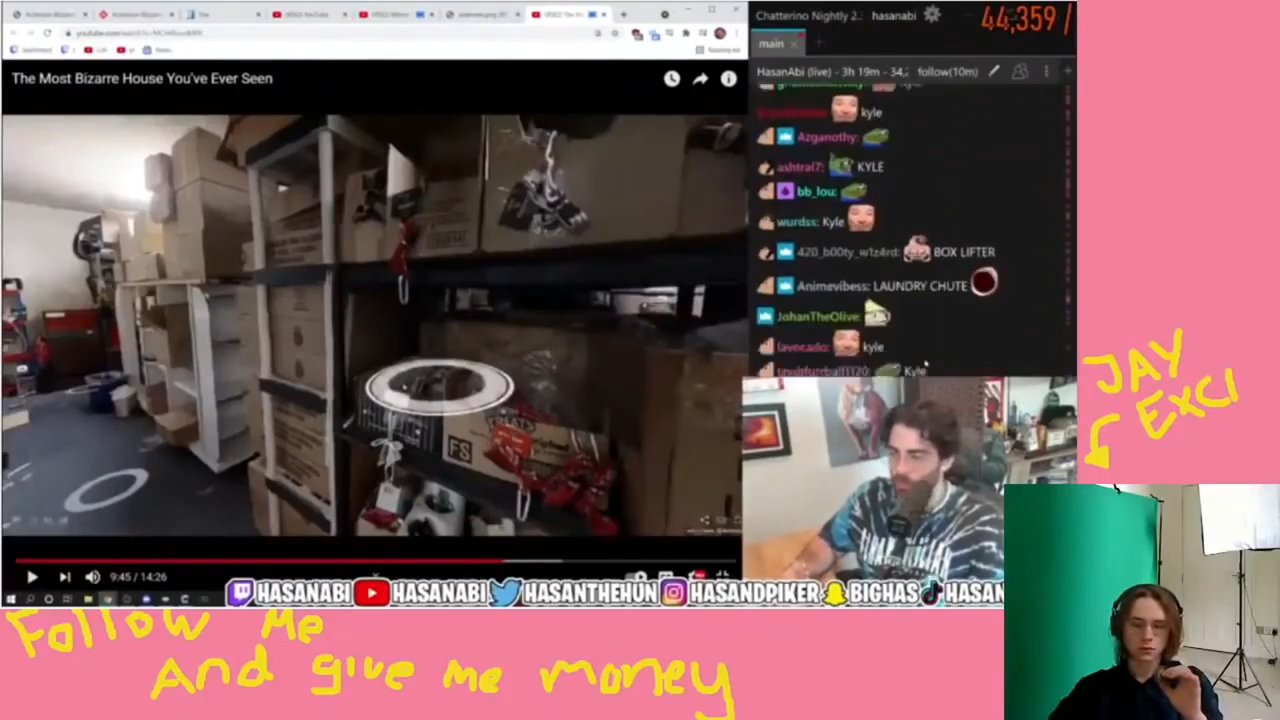 The Most Bizarre House You've Ever Seen
Chatterino Nightly 2.
hasanabi
44,359 /
main
HasanAbi (live) - 3h 19m - 34,
follow(10m)
kyle
Azganothy:
ashtral7: KYLE
bb_lou:
wurdss: Kyle
420_b00ty_w1z4rd: BOX LIFTER
Animevibess: LAUNDRY CHUTE
JohanTheOlive:
lavocado: kyle
Kyle
FS
9:45 / 14:26
HASANABI
HASANABI
HASANTHEHUN
HASANDPIKER
BIGHAS
HASAN
JAY
EXCI
Follow Me
And give me money